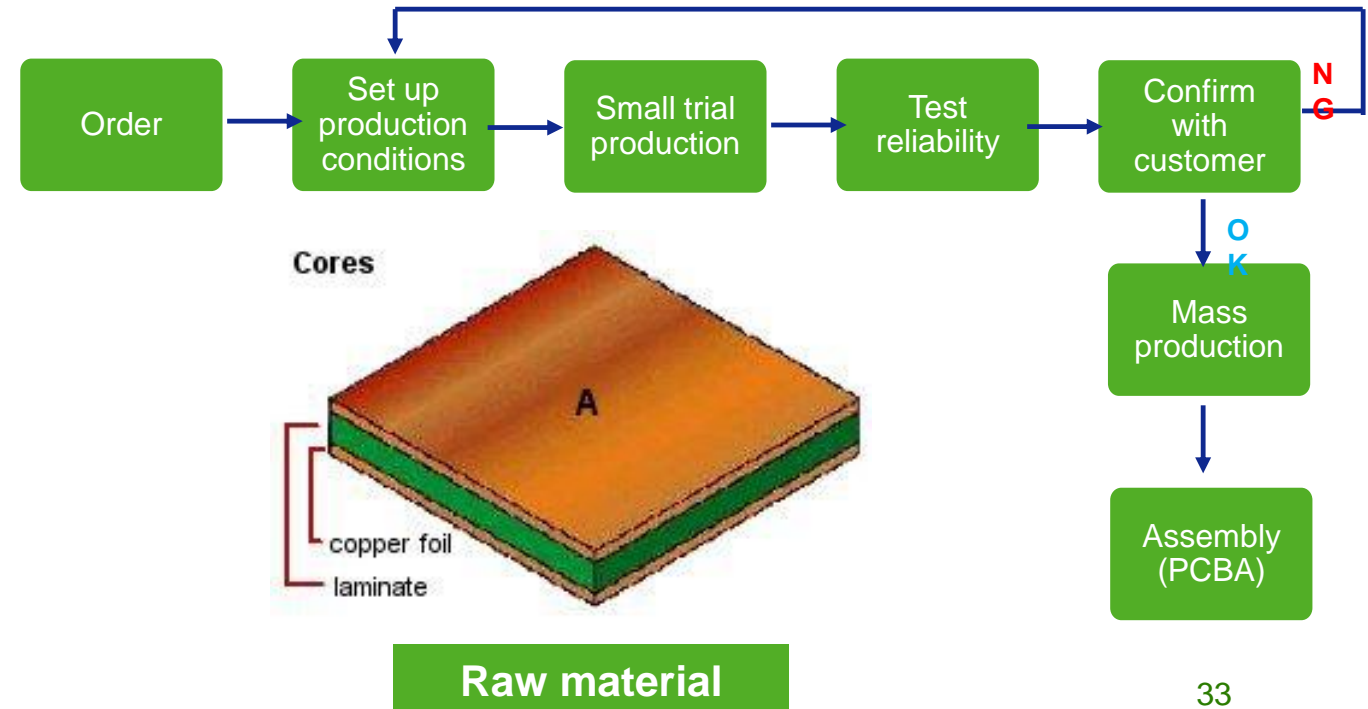 Order
Set up
production
conditions
Small trial
production
Test
reliability
Confirm
with
customer
N
G
O
K
Mass
production
Assembly
(PCBA)
Cores
A
copper foil
laminate
Raw material
33